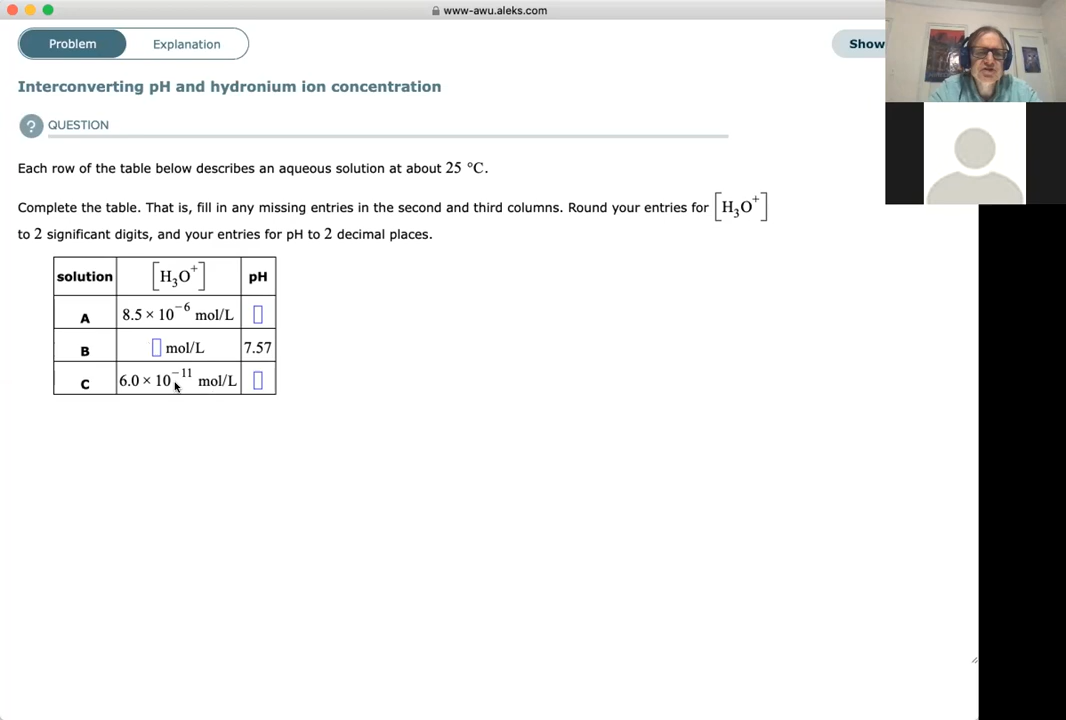 www-awu.aleks.com
Problem Explanation Show
Interconverting pH and hydronium ion concentration
? QUESTION
Each row of the table below describes an aqueous solution at about 25 °C.
Complete the table. That is, fill in any missing entries in the second and third columns. Round your entries for [H₃O⁺]
to 2 significant digits, and your entries for pH to 2 decimal places.
solution [H₃O⁺] pH
A 8.5 × 10⁻⁶ mol/L
B mol/L 7.57
C 6.0 × 10⁻¹¹ mol/L